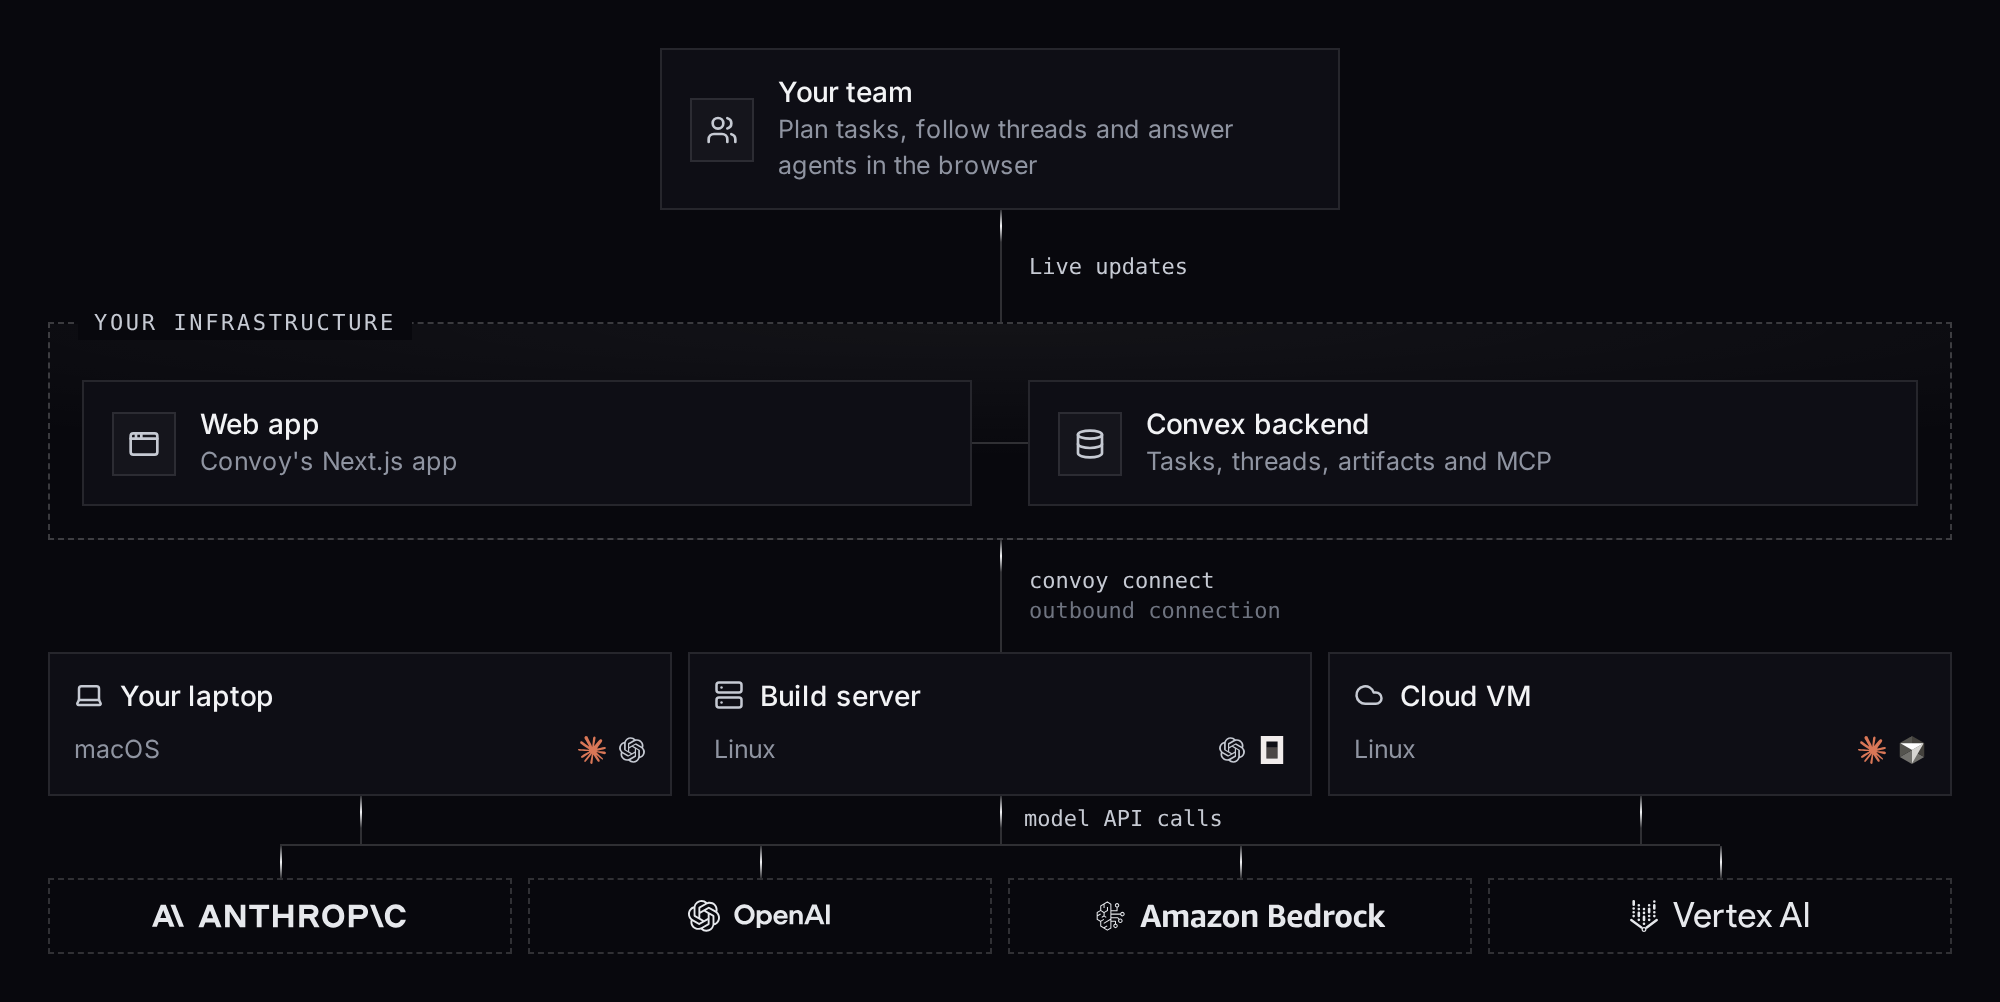 Your team
Plan tasks, follow threads and answer
agents in the browser
Live updates
YOUR INFRASTRUCTURE
Web app
Convoy's Next.js app
Convex backend
Tasks, threads, artifacts and MCP
convoy connect
outbound connection
Your laptop
macOS
Build server
Linux
Cloud VM
Linux
model API calls
ANTHROPIC
OpenAI
Amazon Bedrock
Vertex AI